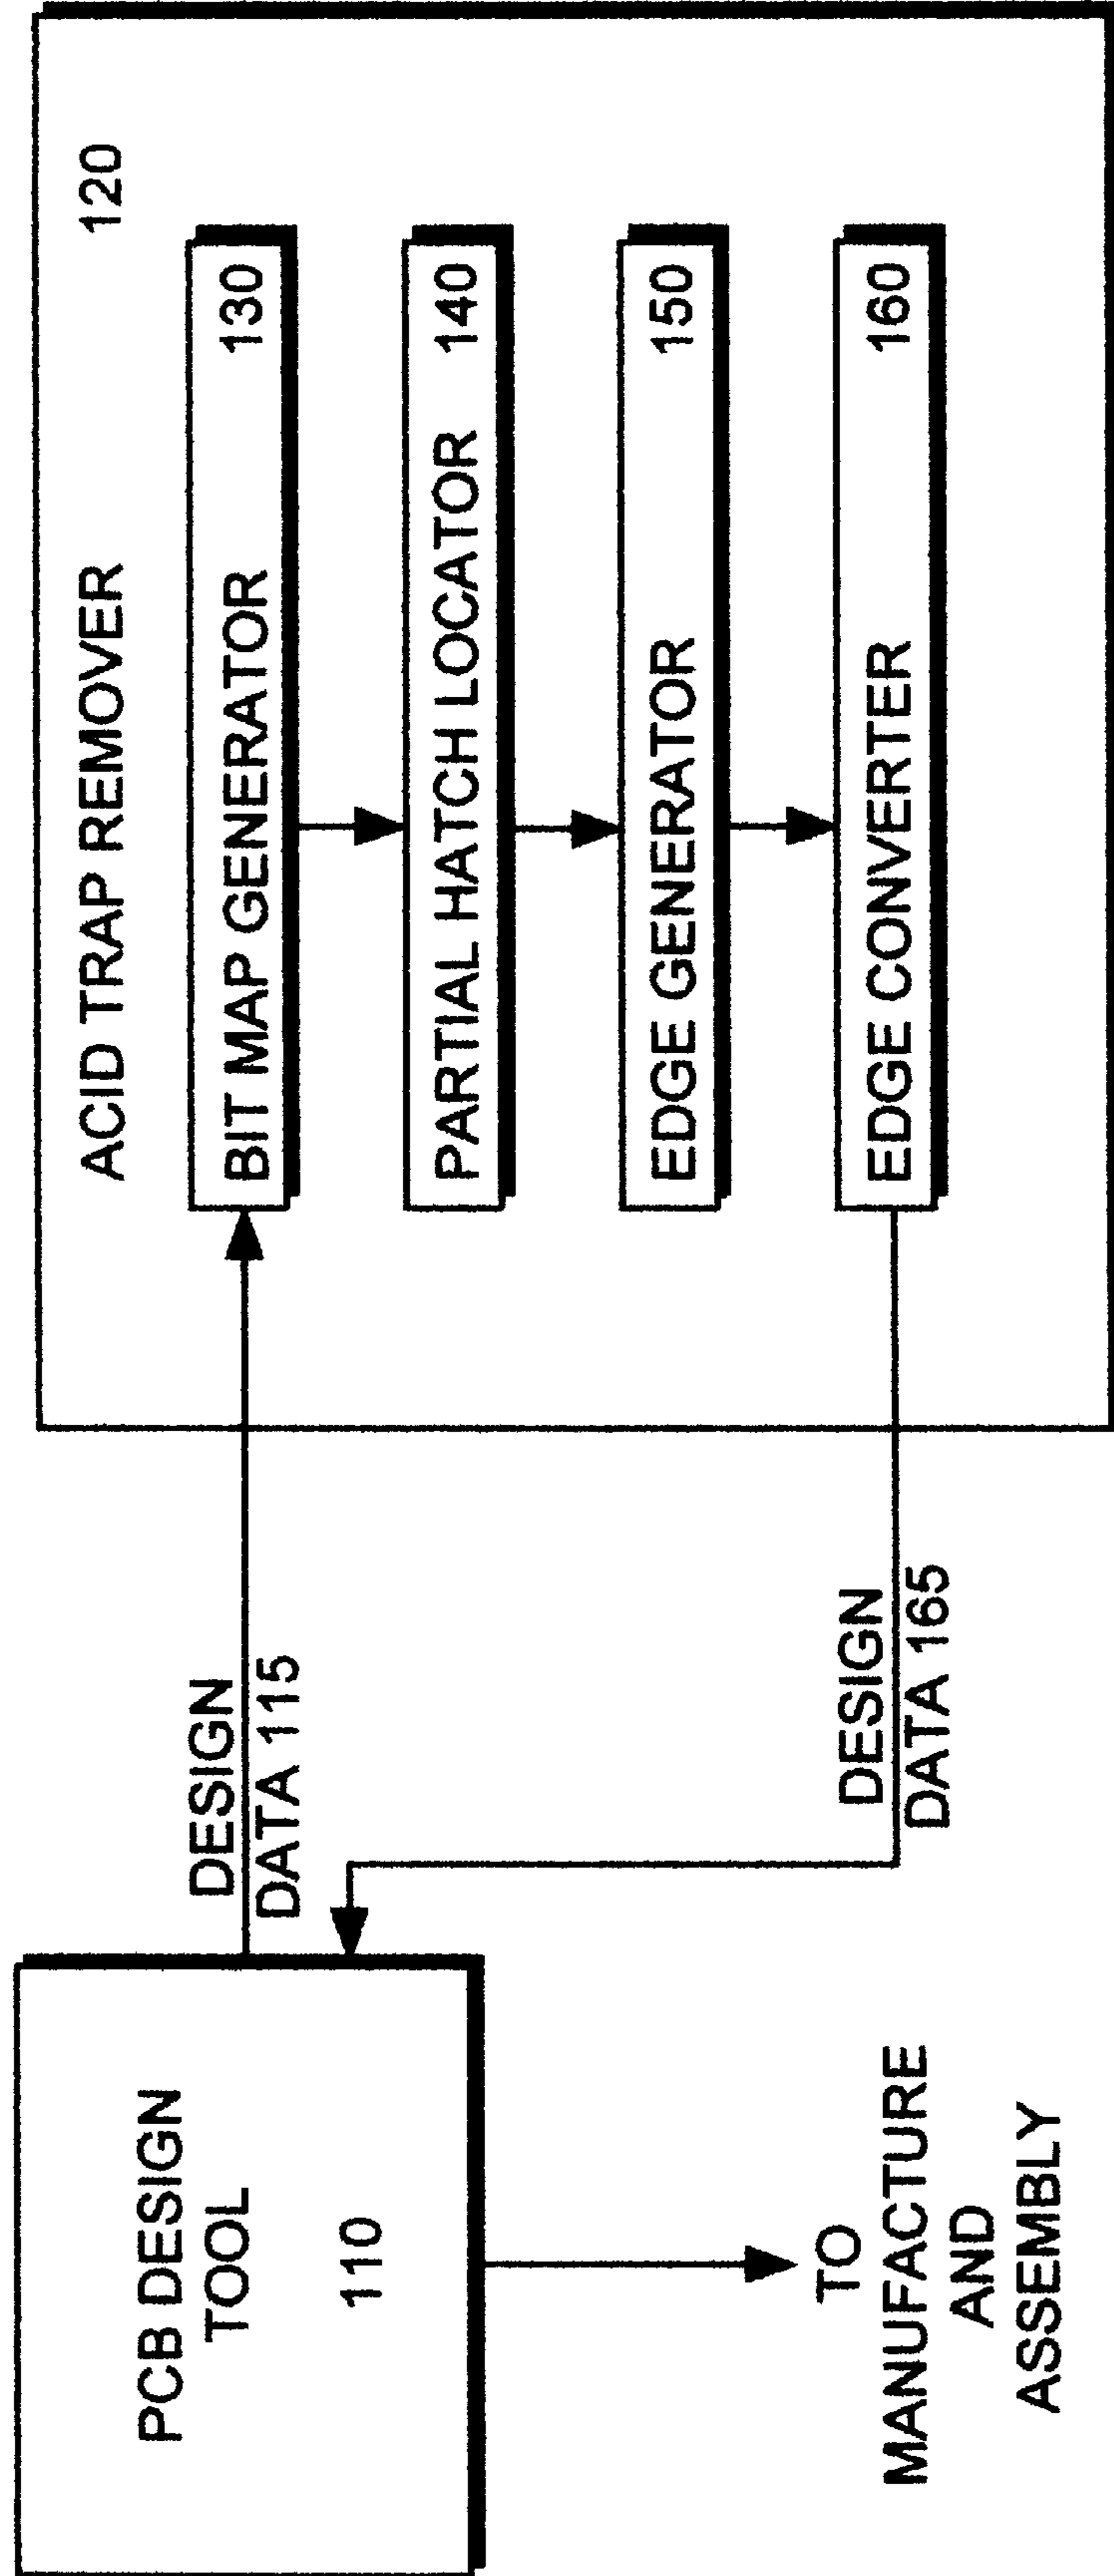 PCB DESIGN
TOOL
110
DESIGN
DATA 115
DESIGN
DATA 165
TO
MANUFACTURE
AND
ASSEMBLY
ACID TRAP REMOVER 120
BIT MAP GENERATOR 130
PARTIAL HATCH LOCATOR 140
EDGE GENERATOR 150
EDGE CONVERTER 160